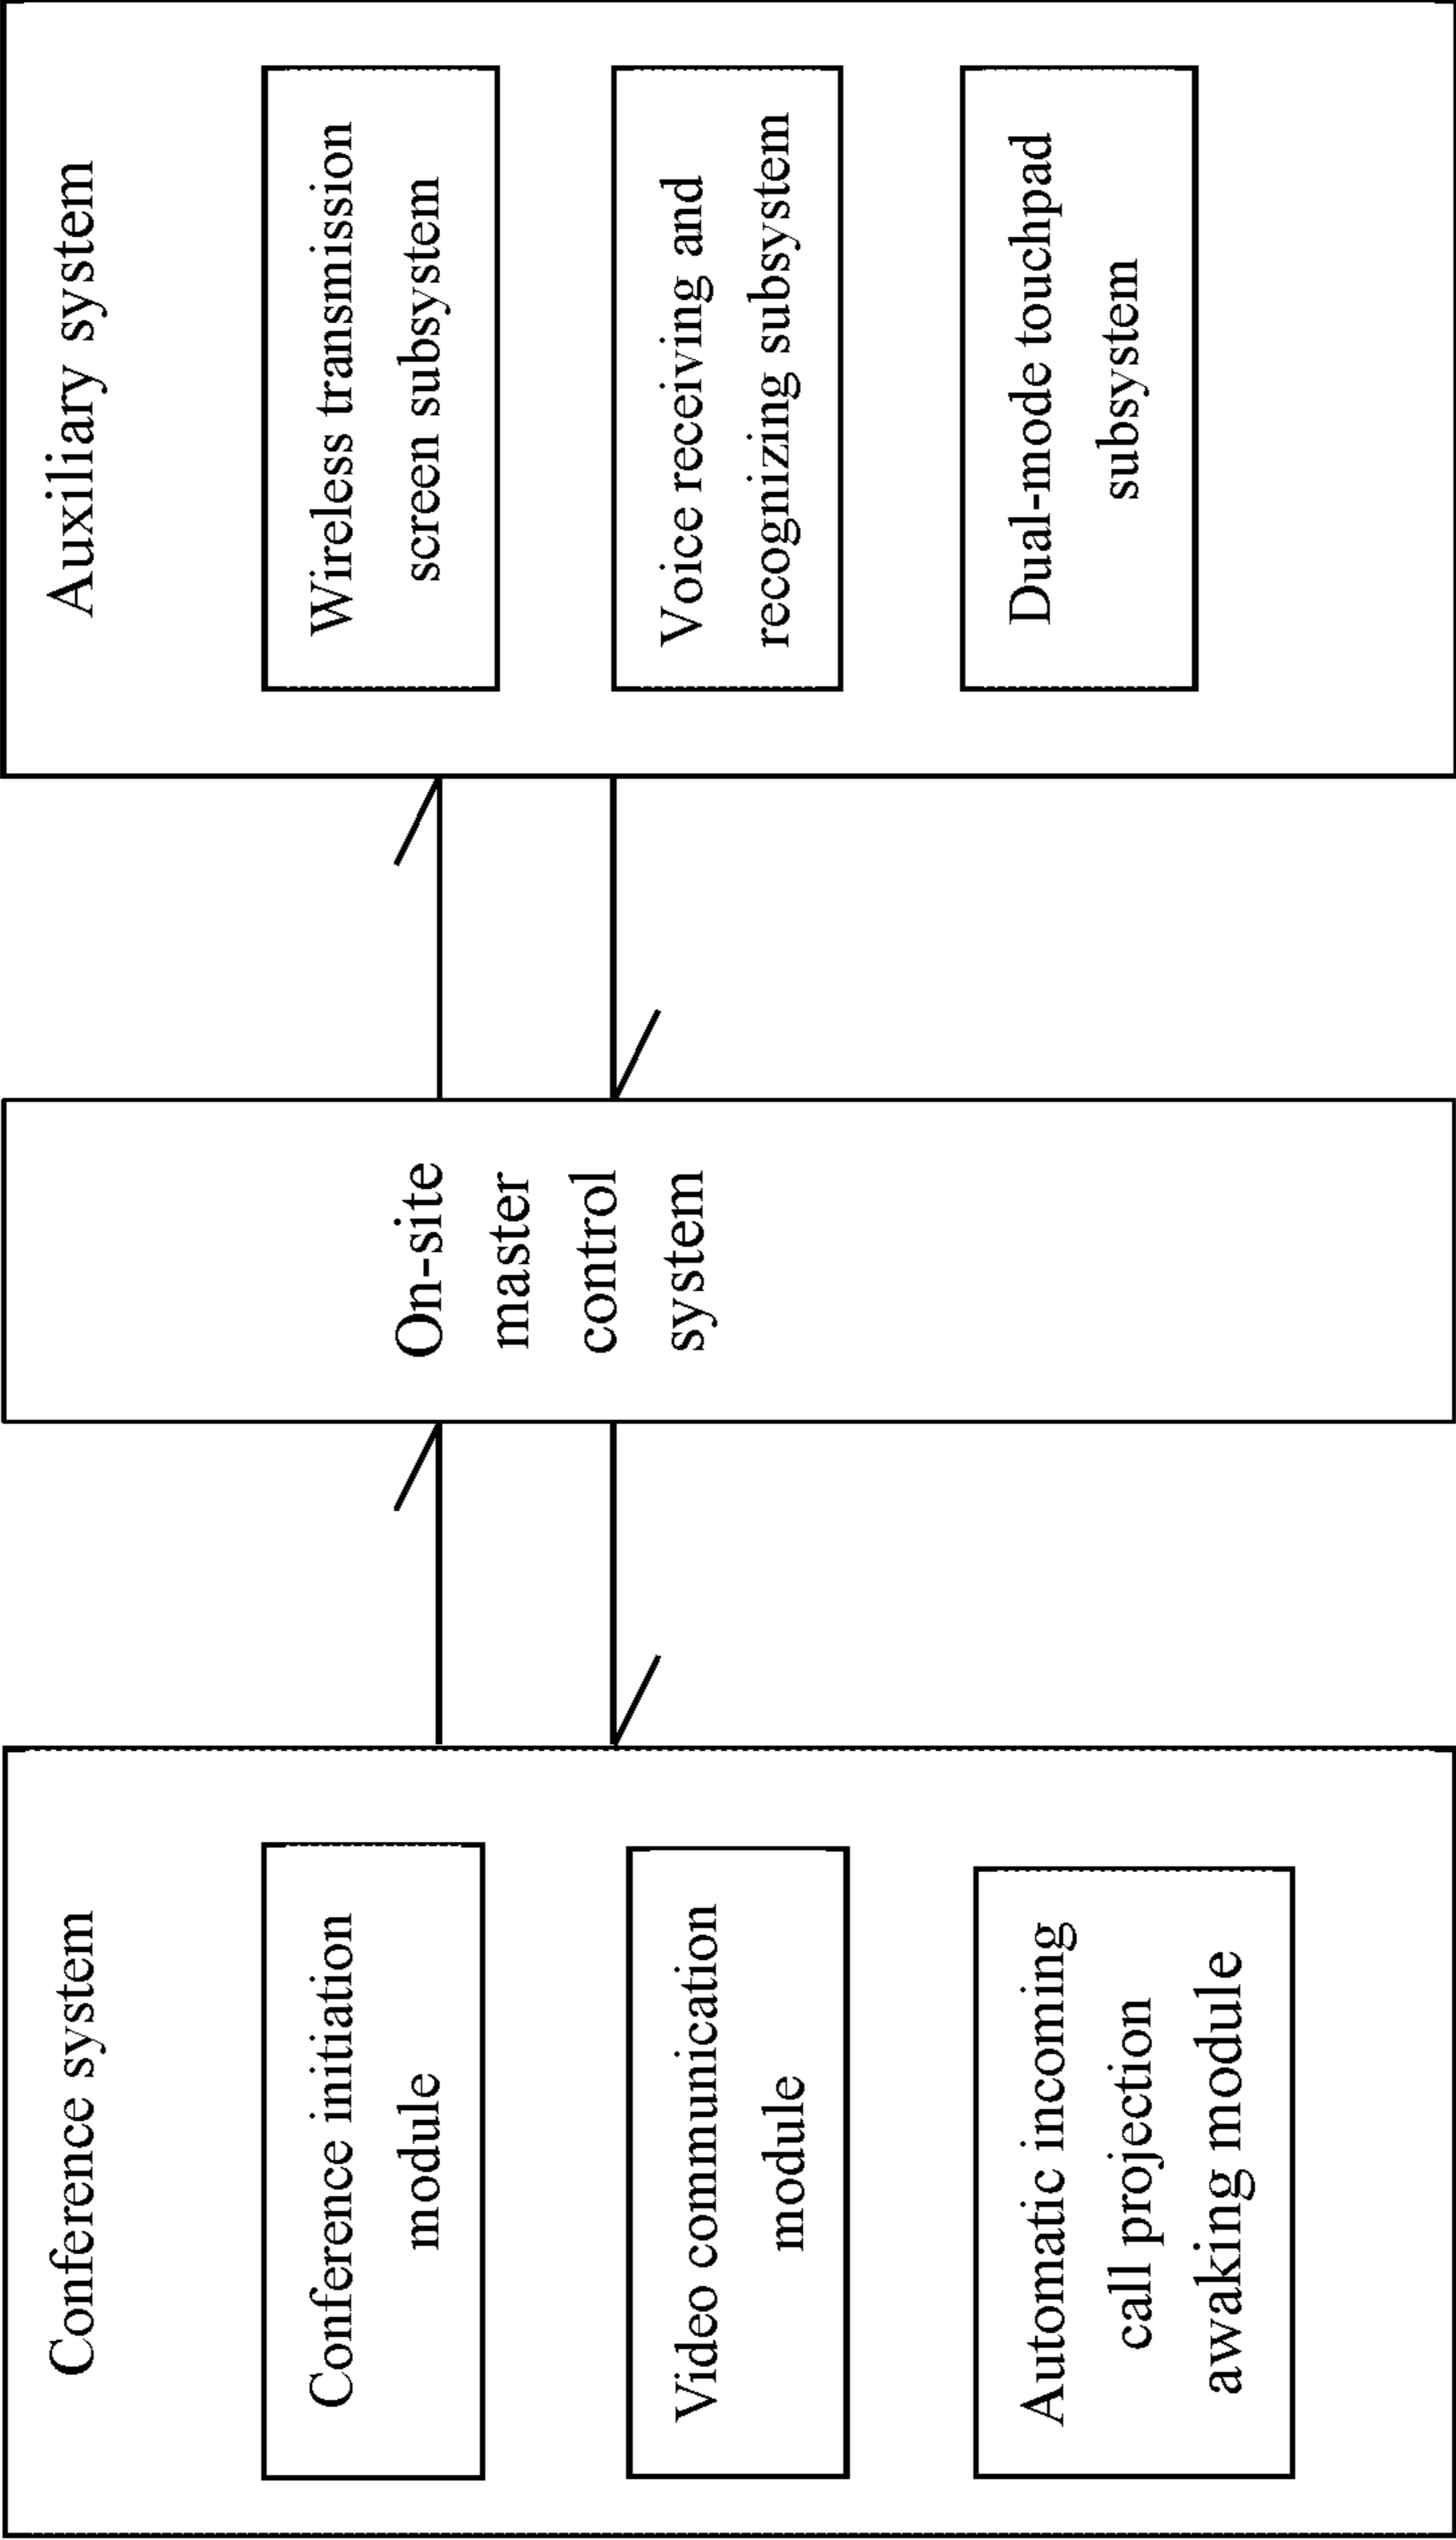 Conference system
Conference initiation
module
Video communication
module
Automatic incoming
call projection
awaking module
On-site
master
control
system
Auxiliary system
Wireless transmission
screen subsystem
Voice receiving and
recognizing subsystem
Dual-mode touchpad
subsystem